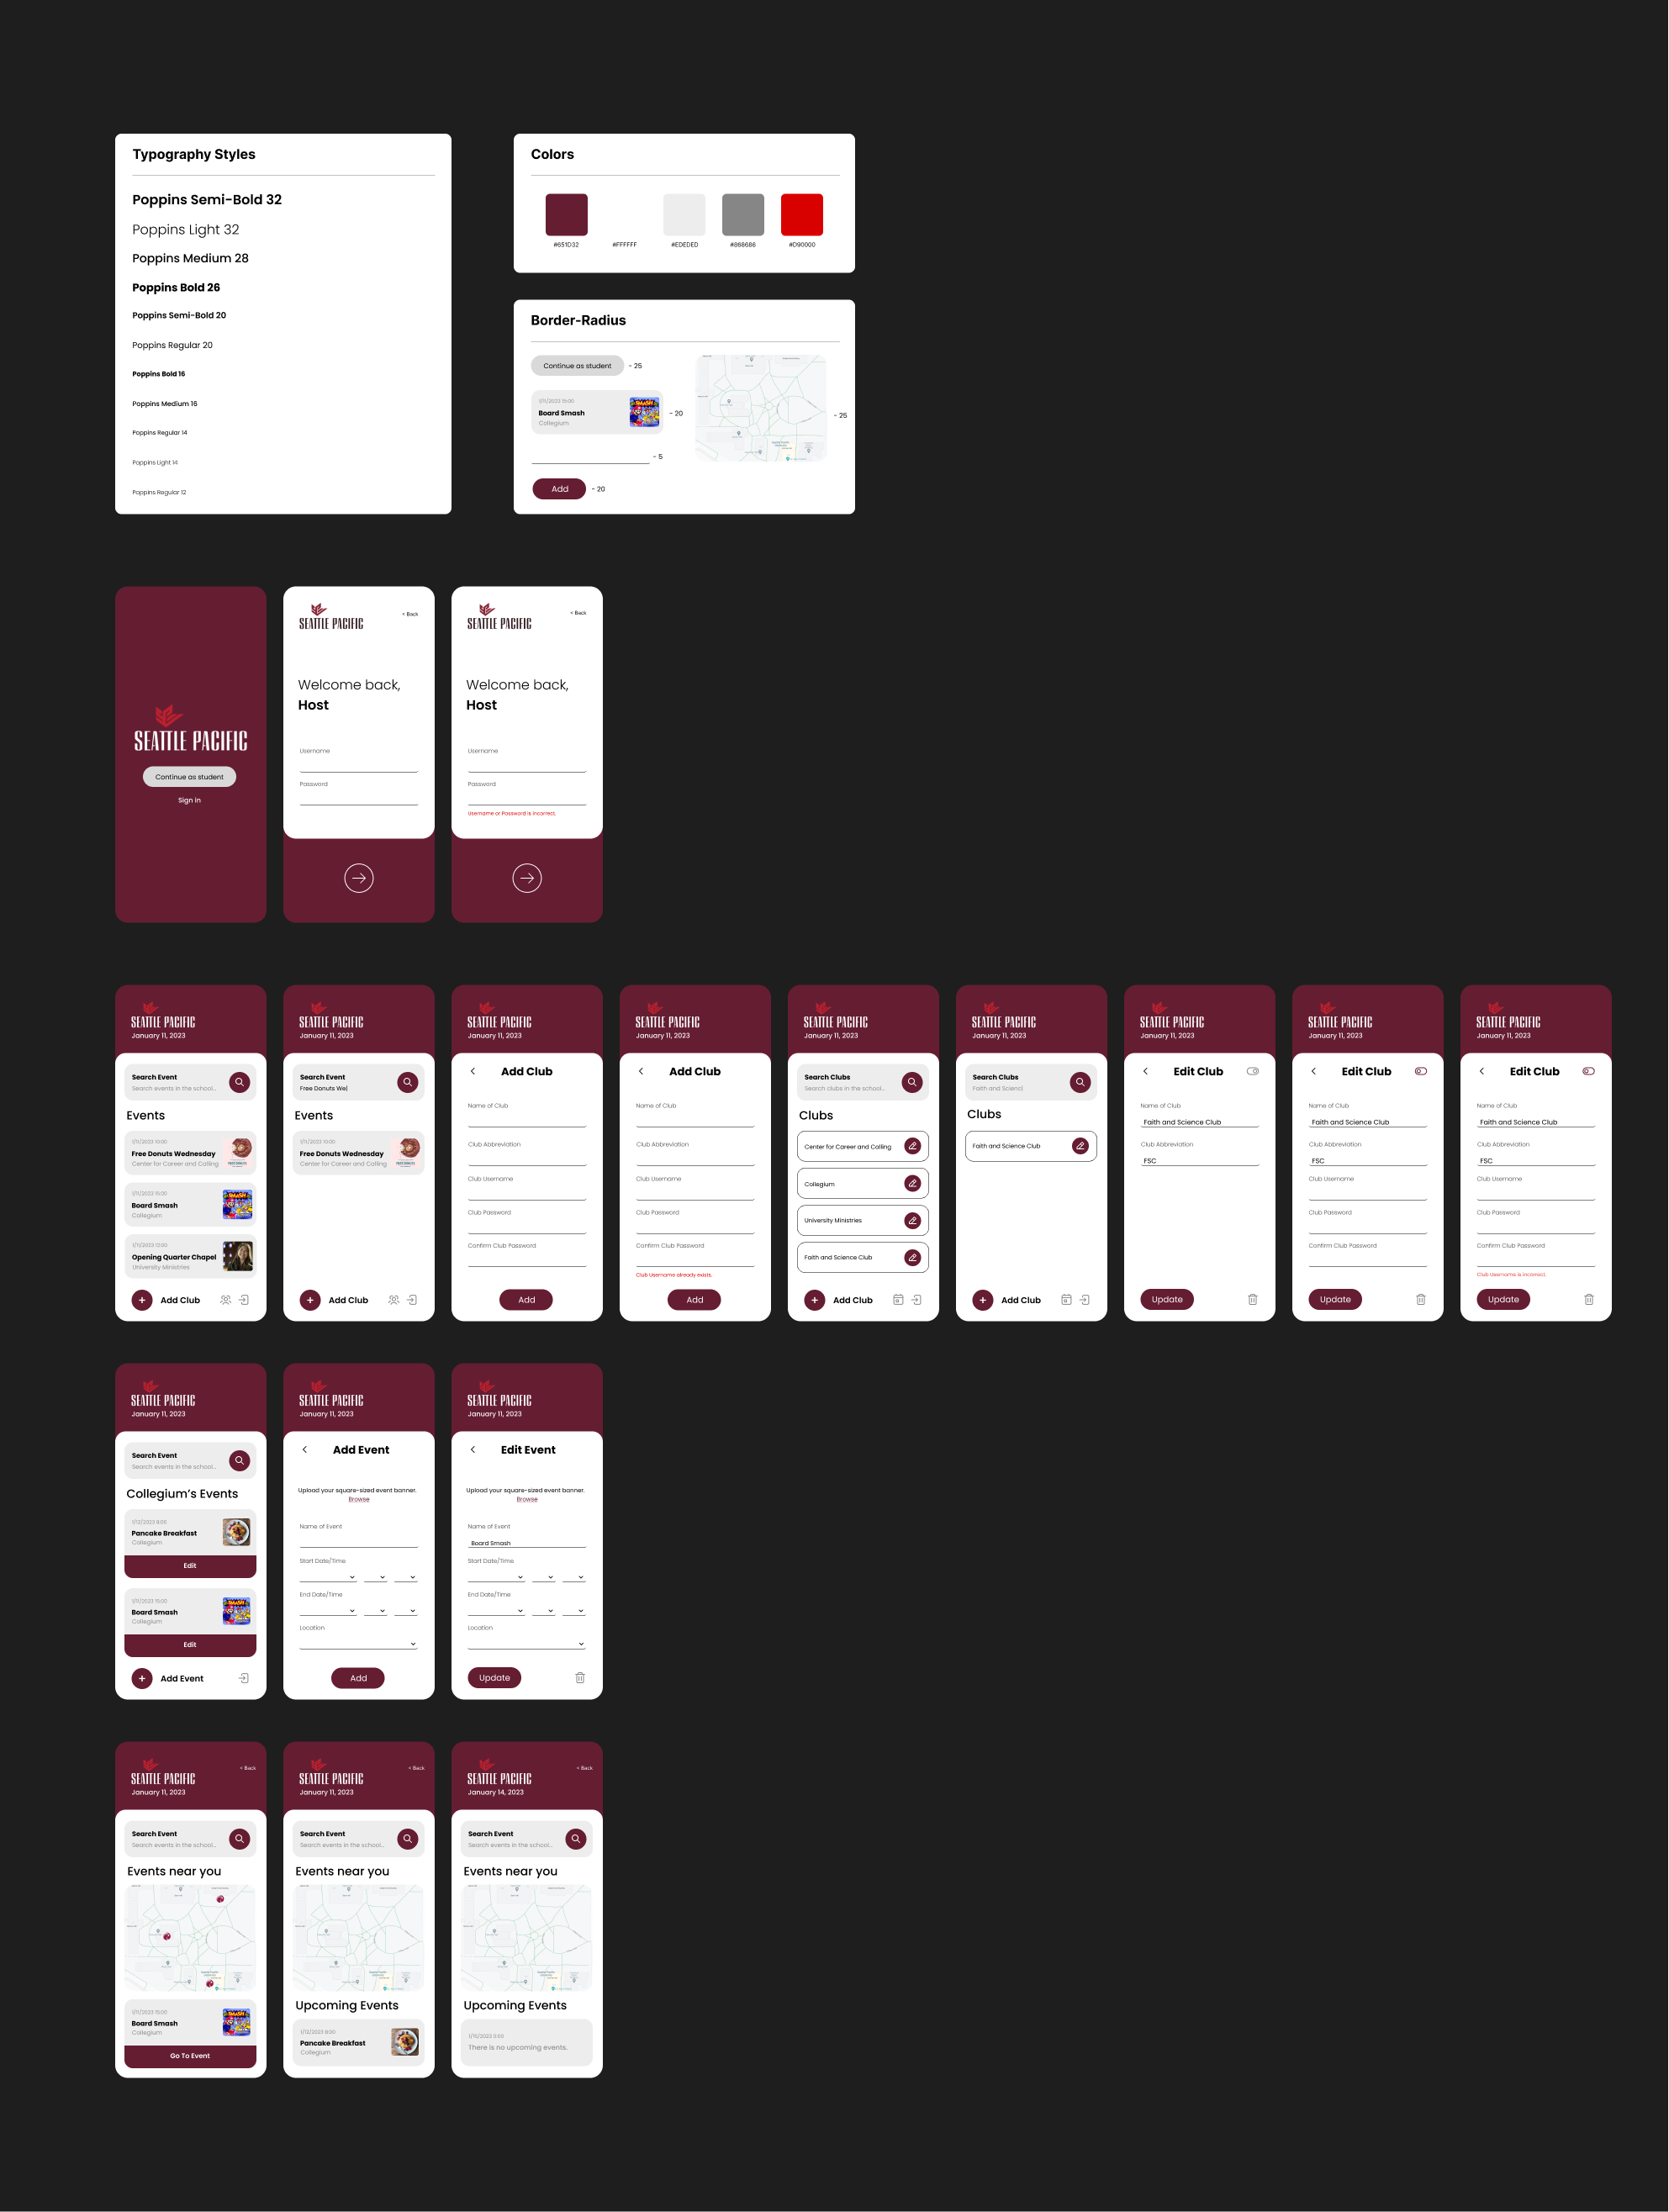 Typography Styles
Poppins Semi-Bold 32
Poppins Light 32
Poppins Medium 28
Poppins Bold 26
Poppins Semi-Bold 20
Poppins Regular 20
Poppins Bold 16
Poppins Medium 16
Poppins Regular 14
Poppins Light 14
Poppins Regular 12
Colors
#651D32
#FFFFFF
#EDEDED
#868686
#D90000
Border-Radius
Continue as student
- 25
1/11/2023 15:00
Board Smash
Collegium
- 20
- 25
- 5
Add
- 20
SEATTLE PACIFIC
Continue as student
Sign in
SEATTLE PACIFIC
< Back
Welcome back,
Host
Username
Password
SEATTLE PACIFIC
< Back
Welcome back,
Host
Username
Password
Username or Password is incorrect.
SEATTLE PACIFIC
January 11, 2023
Search Event
Search events in the school...
Events
1/11/2023 10:00
Free Donuts Wednesday
Center for Career and Calling
1/11/2023 15:00
Board Smash
Collegium
1/11/2023 12:00
Opening Quarter Chapel
University Ministries
Add Club
SEATTLE PACIFIC
January 11, 2023
Search Event
Free Donuts We|
Events
1/11/2023 10:00
Free Donuts Wednesday
Center for Career and Calling
Add Club
SEATTLE PACIFIC
January 11, 2023
Add Club
Name of Club
Club Abbreviation
Club Username
Club Password
Confirm Club Password
Add
SEATTLE PACIFIC
January 11, 2023
Add Club
Name of Club
Club Abbreviation
Club Username
Club Password
Confirm Club Password
Club Username already exists.
Add
SEATTLE PACIFIC
January 11, 2023
Search Clubs
Search clubs in the school...
Clubs
Center for Career and Calling
Collegium
University Ministries
Faith and Science Club
Add Club
SEATTLE PACIFIC
January 11, 2023
Search Clubs
Faith and Scienc|
Clubs
Faith and Science Club
Add Club
SEATTLE PACIFIC
January 11, 2023
Edit Club
Name of Club
Faith and Science Club
Club Abbreviation
FSC
Update
SEATTLE PACIFIC
January 11, 2023
Edit Club
Name of Club
Faith and Science Club
Club Abbreviation
FSC
Club Username
Club Password
Confirm Club Password
Update
SEATTLE PACIFIC
January 11, 2023
Edit Club
Name of Club
Faith and Science Club
Club Abbreviation
FSC
Club Username
Club Password
Confirm Club Password
Club Username is incorrect.
Update
SEATTLE PACIFIC
January 11, 2023
Search Event
Search events in the school...
Collegium's Events
1/12/2023 8:00
Pancake Breakfast
Collegium
Edit
1/11/2023 15:00
Board Smash
Collegium
Edit
Add Event
SEATTLE PACIFIC
January 11, 2023
Add Event
Upload your square-sized event banner.
Browse
Name of Event
Start Date/Time
End Date/Time
Location
Add
SEATTLE PACIFIC
January 11, 2023
Edit Event
Upload your square-sized event banner.
Browse
Name of Event
Board Smash
Start Date/Time
End Date/Time
Location
Update
SEATTLE PACIFIC
< Back
January 11, 2023
Search Event
Search events in the school...
Events near you
1/11/2023 15:00
Board Smash
Collegium
Go To Event
SEATTLE PACIFIC
< Back
January 11, 2023
Search Event
Search events in the school...
Events near you
Upcoming Events
1/12/2023 8:00
Pancake Breakfast
Collegium
SEATTLE PACIFIC
< Back
January 14, 2023
Search Event
Search events in the school...
Events near you
Upcoming Events
There is no upcoming events.